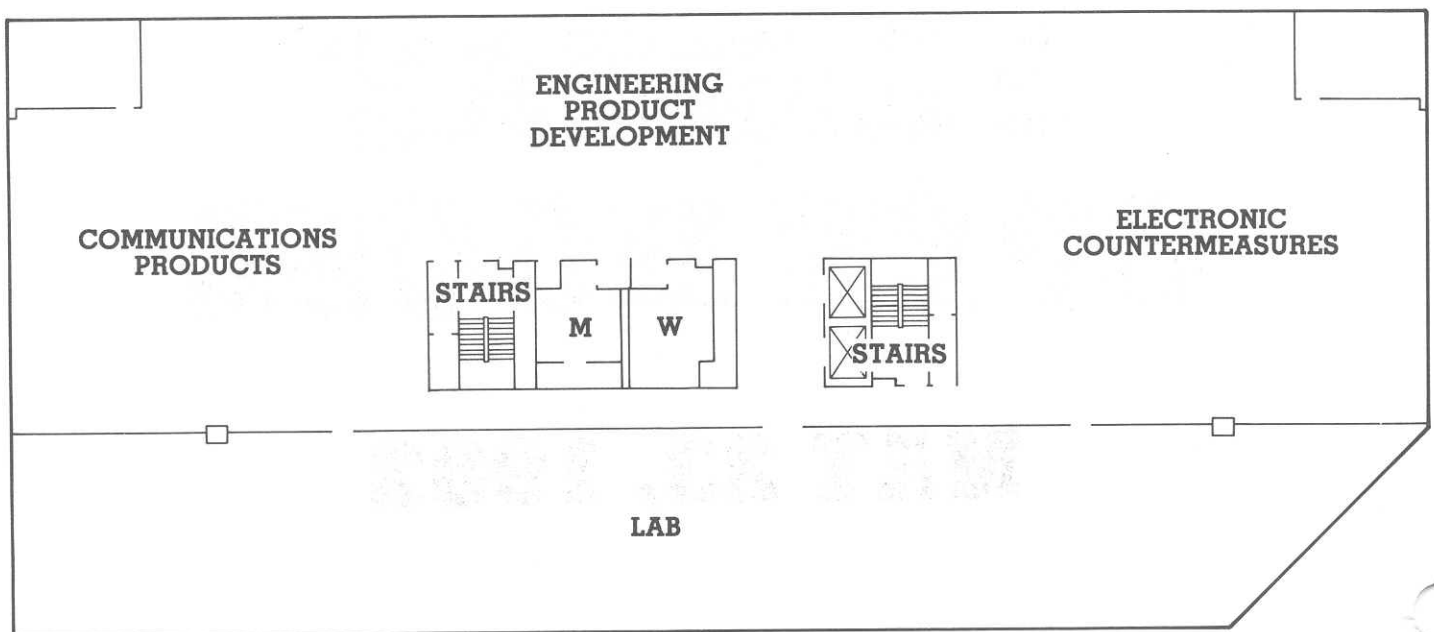 ENGINEERING
PRODUCT
DEVELOPMENT
COMMUNICATIONS
PRODUCTS
ELECTRONIC
COUNTERMEASURES
STAIRS
M
W
STAIRS
LAB